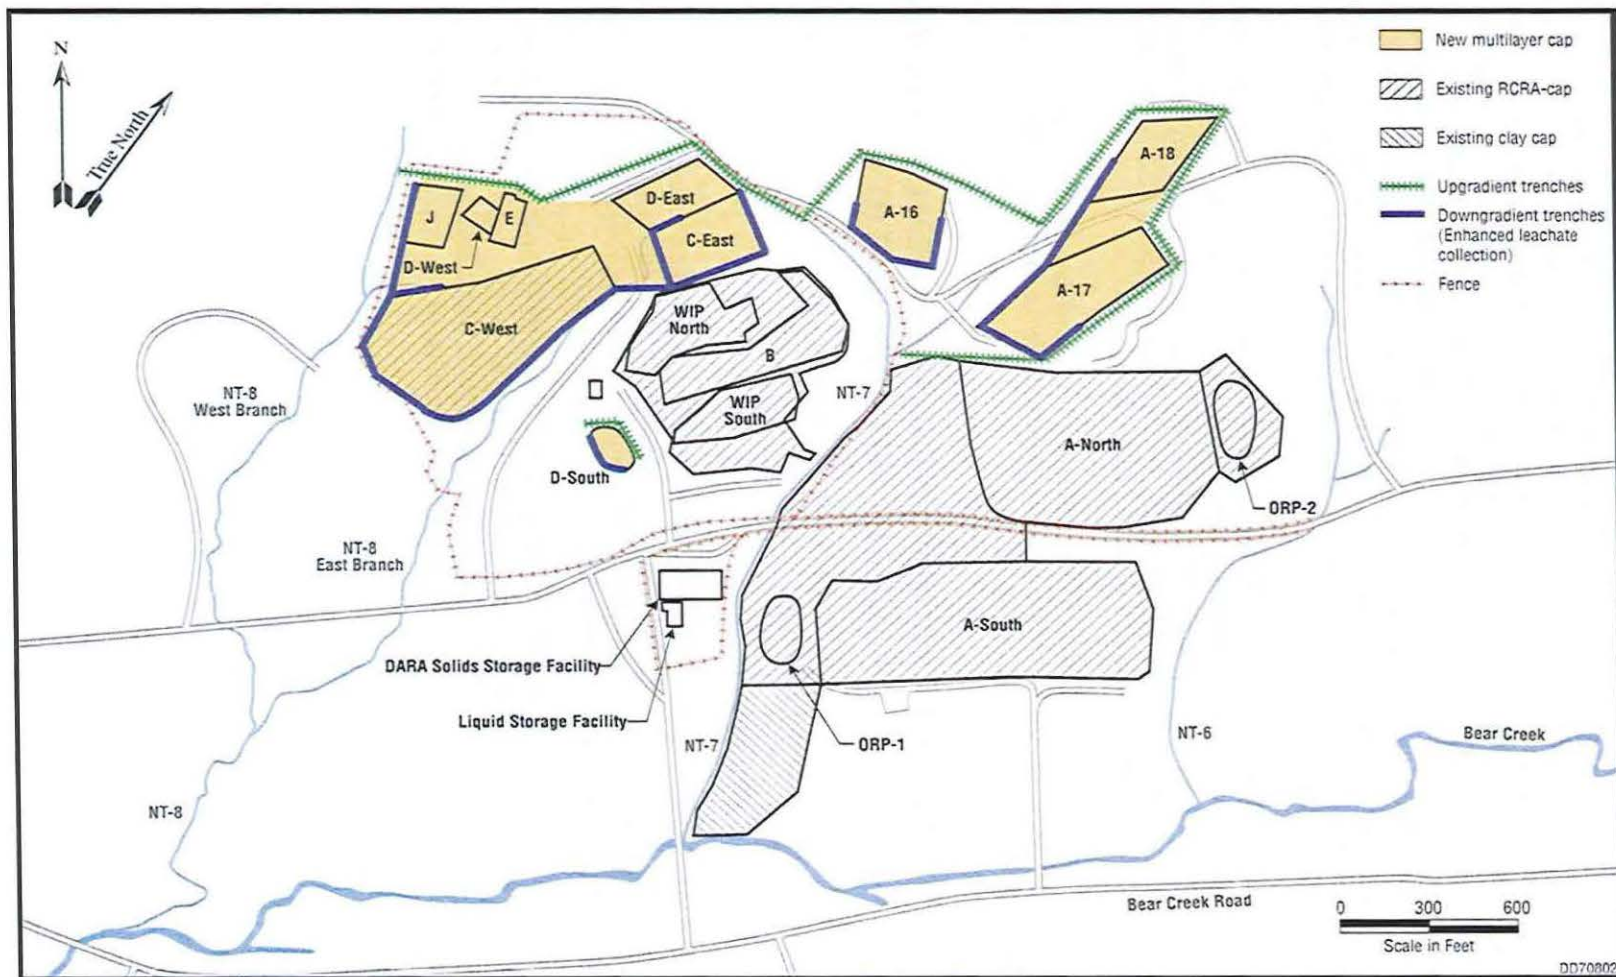 N
True North
New multilayer cap
Existing RCRA-cap
Existing clay cap
Upgradient trenches
Downgradient trenches
(Enhanced leachate
collection)
Fence
A-18
D-East
J
E
A-16
C-East
D-West
A-17
WIP
North
C-West
B
NT-8
West Branch
NT-7
WIP
South
A-North
D-South
ORP-2
NT-8
East Branch
A-South
DARA Solids Storage Facility
Liquid Storage Facility
NT-7
ORP-1
NT-6
Bear Creek
NT-8
Bear Creek Road
0 300 600
Scale in Feet
DD70802